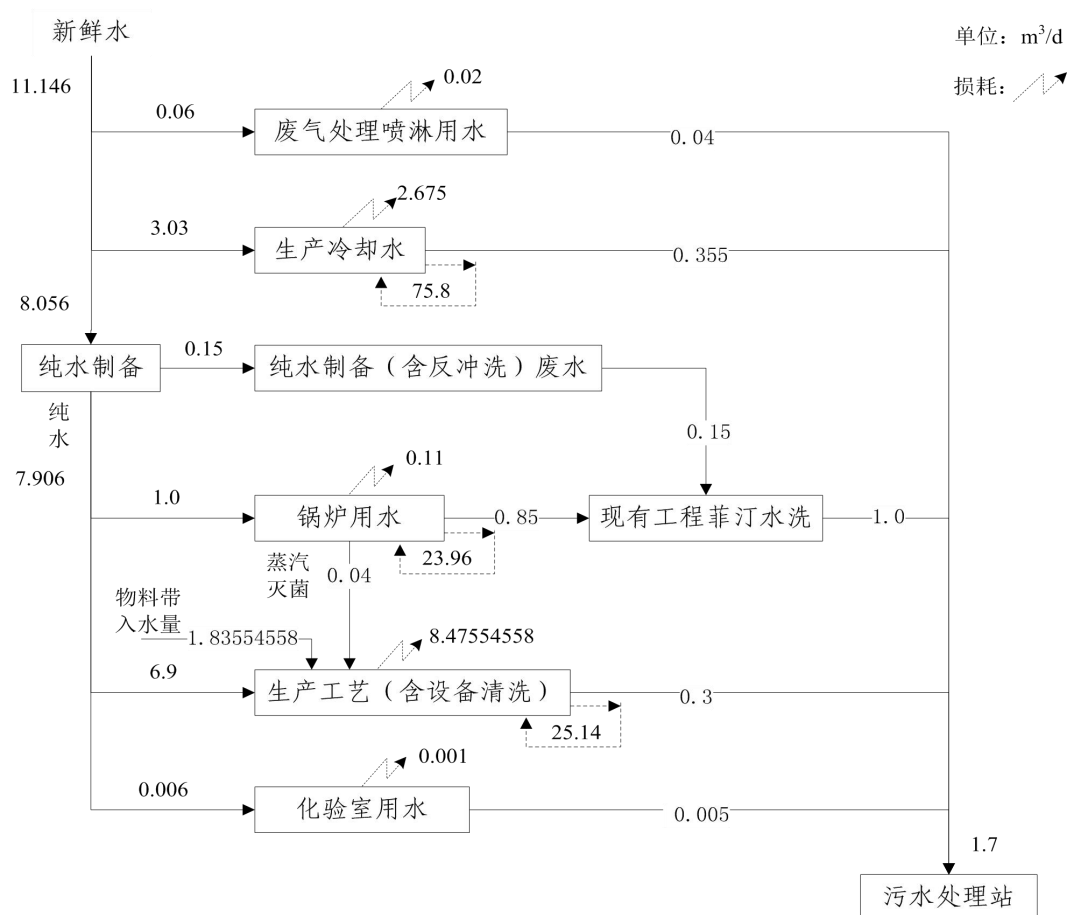 新鲜水
单位：m³/d
损耗：
11.146
0.02
0.06
废气处理喷淋用水
0.04
2.675
3.03
生产冷却水
0.355
75.8
8.056
纯水制备
0.15
纯水制备（含反冲洗）废水
纯
水
0.15
7.906
0.11
1.0
锅炉用水
0.85
现有工程菲汀水洗
1.0
23.96
蒸汽
灭菌
0.04
物料带
入水量
1.83554558
8.47554558
6.9
生产工艺（含设备清洗）
0.3
25.14
0.001
0.006
化验室用水
0.005
1.7
污水处理站